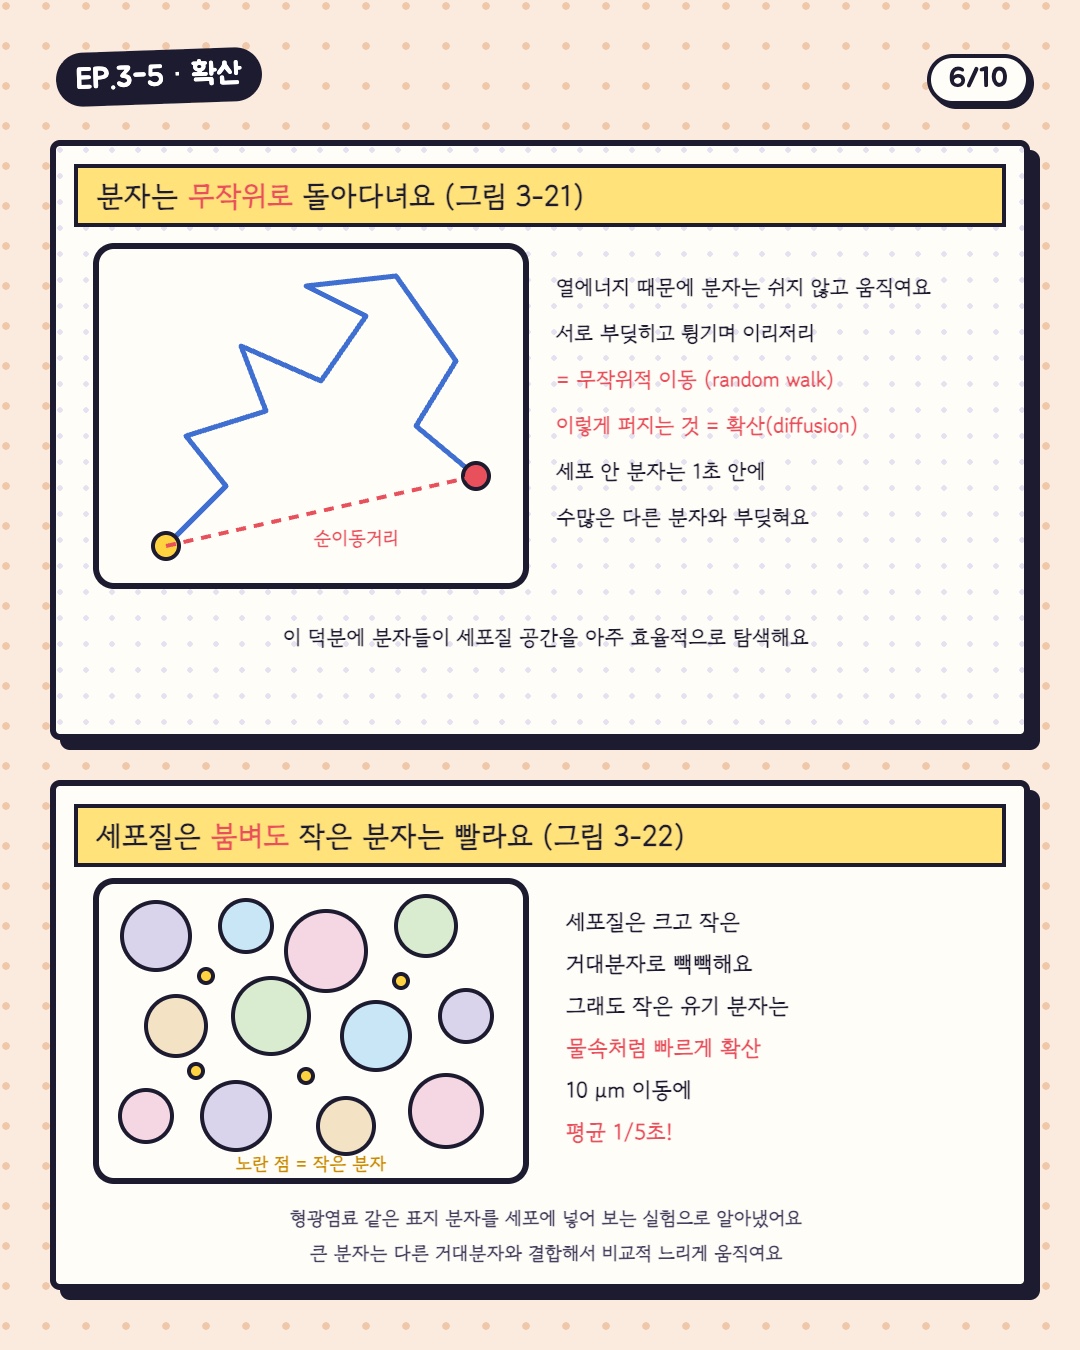 EP.3-5 · 확산
6/10
분자는 무작위로 돌아다녀요 (그림 3-21)
열에너지 때문에 분자는 쉬지 않고 움직여요
서로 부딪히고 튕기며 이리저리
= 무작위적 이동 (random walk)
이렇게 퍼지는 것 = 확산(diffusion)
세포 안 분자는 1초 안에
수많은 다른 분자와 부딪혀요
순이동거리
이 덕분에 분자들이 세포질 공간을 아주 효율적으로 탐색해요
세포질은 붐벼도 작은 분자는 빨라요 (그림 3-22)
세포질은 크고 작은
거대분자로 빽빽해요
그래도 작은 유기 분자는
물속처럼 빠르게 확산
10 µm 이동에
평균 1/5초!
노란 점 = 작은 분자
형광염료 같은 표지 분자를 세포에 넣어 보는 실험으로 알아냈어요
큰 분자는 다른 거대분자와 결합해서 비교적 느리게 움직여요